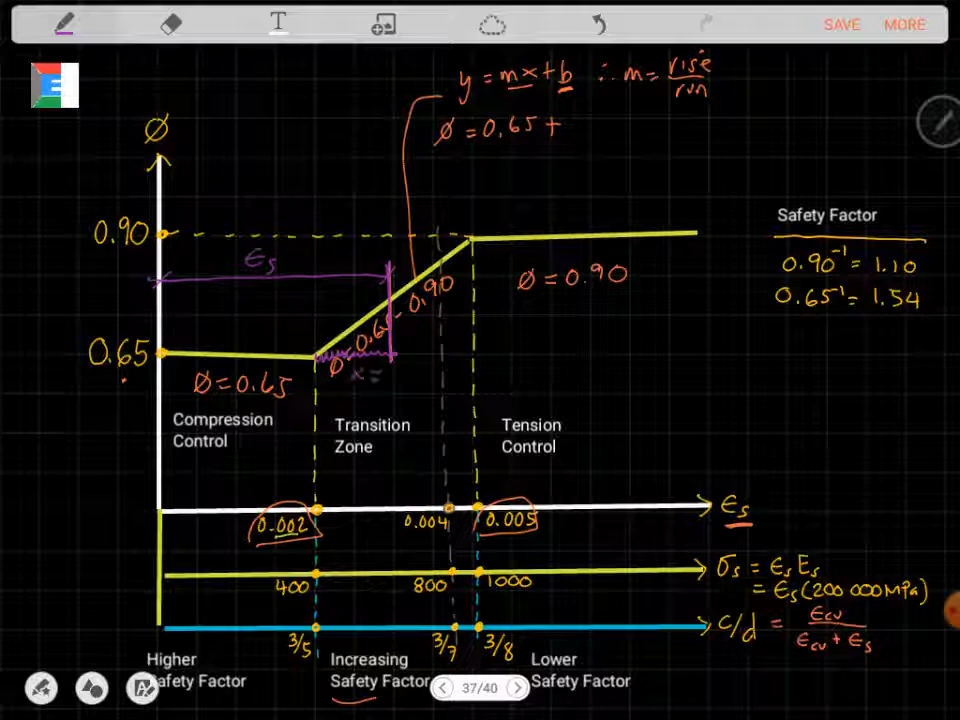 T
SAVE MORE
E
y = mx + b ∴ m = rise/run
Ø = 0.65 +
Ø
0.90
0.65
εs
Ø = 0.65 - 0.90
x =
Ø = 0.65
Ø = 0.90
Safety Factor
0.90⁻¹ = 1.10
0.65⁻¹ = 1.54
Compression
Control
Transition
Zone
Tension
Control
0.002 0.004 0.005 εs
400 800 1000 σs = εs Es
= εs (200 000 MPa)
3/5 3/7 3/8 c/d = εcu / εcu + εs
Higher
Safety Factor
Increasing
Safety Factor
Lower
Safety Factor
37/40